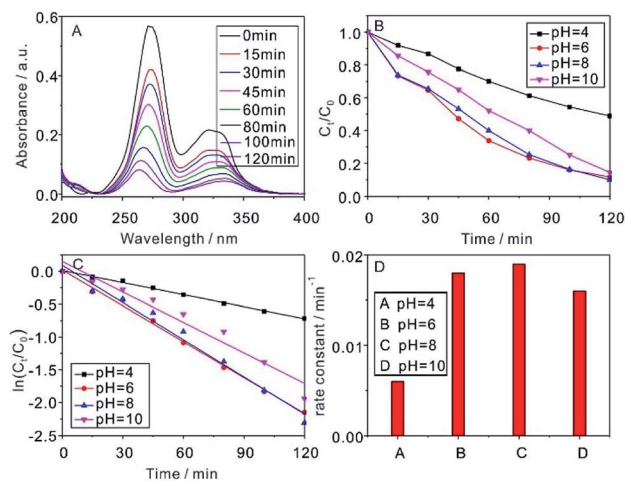 A
0min
15min
30min
45min
60min
80min
100min
120min
0.6
0.4
0.2
0.0
Absorbance / a.u.
200 250 300 350 400
Wavelength / nm
B
pH=4
pH=6
pH=8
pH=10
1.0
0.8
0.6
0.4
0.2
0.0
Ct/C0
0 30 60 90 120
Time / min
C
0.0
-0.5
-1.0
-1.5
-2.0
-2.5
ln(Ct/C0)
pH=4
pH=6
pH=8
pH=10
0 30 60 90 120
Time / min
D
A pH=4
B pH=6
C pH=8
D pH=10
0.02
0.01
0.00
rate constant / min-1
A B C D